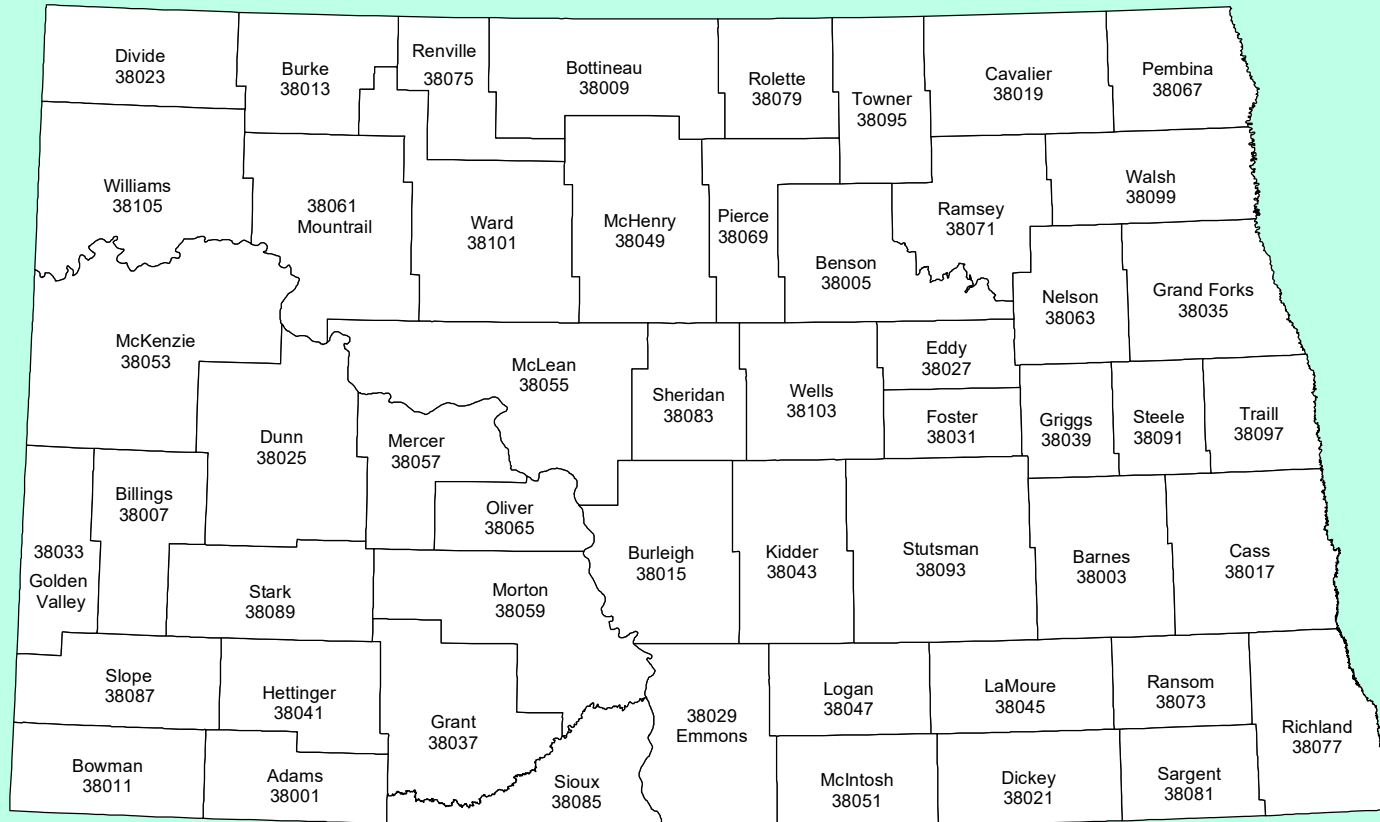 Divide
38023
Burke
38013
Renville
38075
Bottineau
38009
Rolette
38079
Towner
38095
Cavalier
38019
Pembina
38067
Williams
38105
38061
Mountrail
Ward
38101
McHenry
38049
Pierce
38069
Benson
38005
Ramsey
38071
Walsh
38099
Nelson
38063
Grand Forks
38035
McKenzie
38053
McLean
38055
Sheridan
38083
Wells
38103
Eddy
38027
Foster
38031
Griggs
38039
Steele
38091
Traill
38097
Dunn
38025
Mercer
38057
Oliver
38065
Billings
38007
38033
Golden
Valley
Stark
38089
Morton
38059
Burleigh
38015
Kidder
38043
Stutsman
38093
Barnes
38003
Cass
38017
Slope
38087
Hettinger
38041
Grant
38037
38029
Emmons
Logan
38047
LaMoure
38045
Ransom
38073
Richland
38077
Bowman
38011
Adams
38001
Sioux
38085
McIntosh
38051
Dickey
38021
Sargent
38081